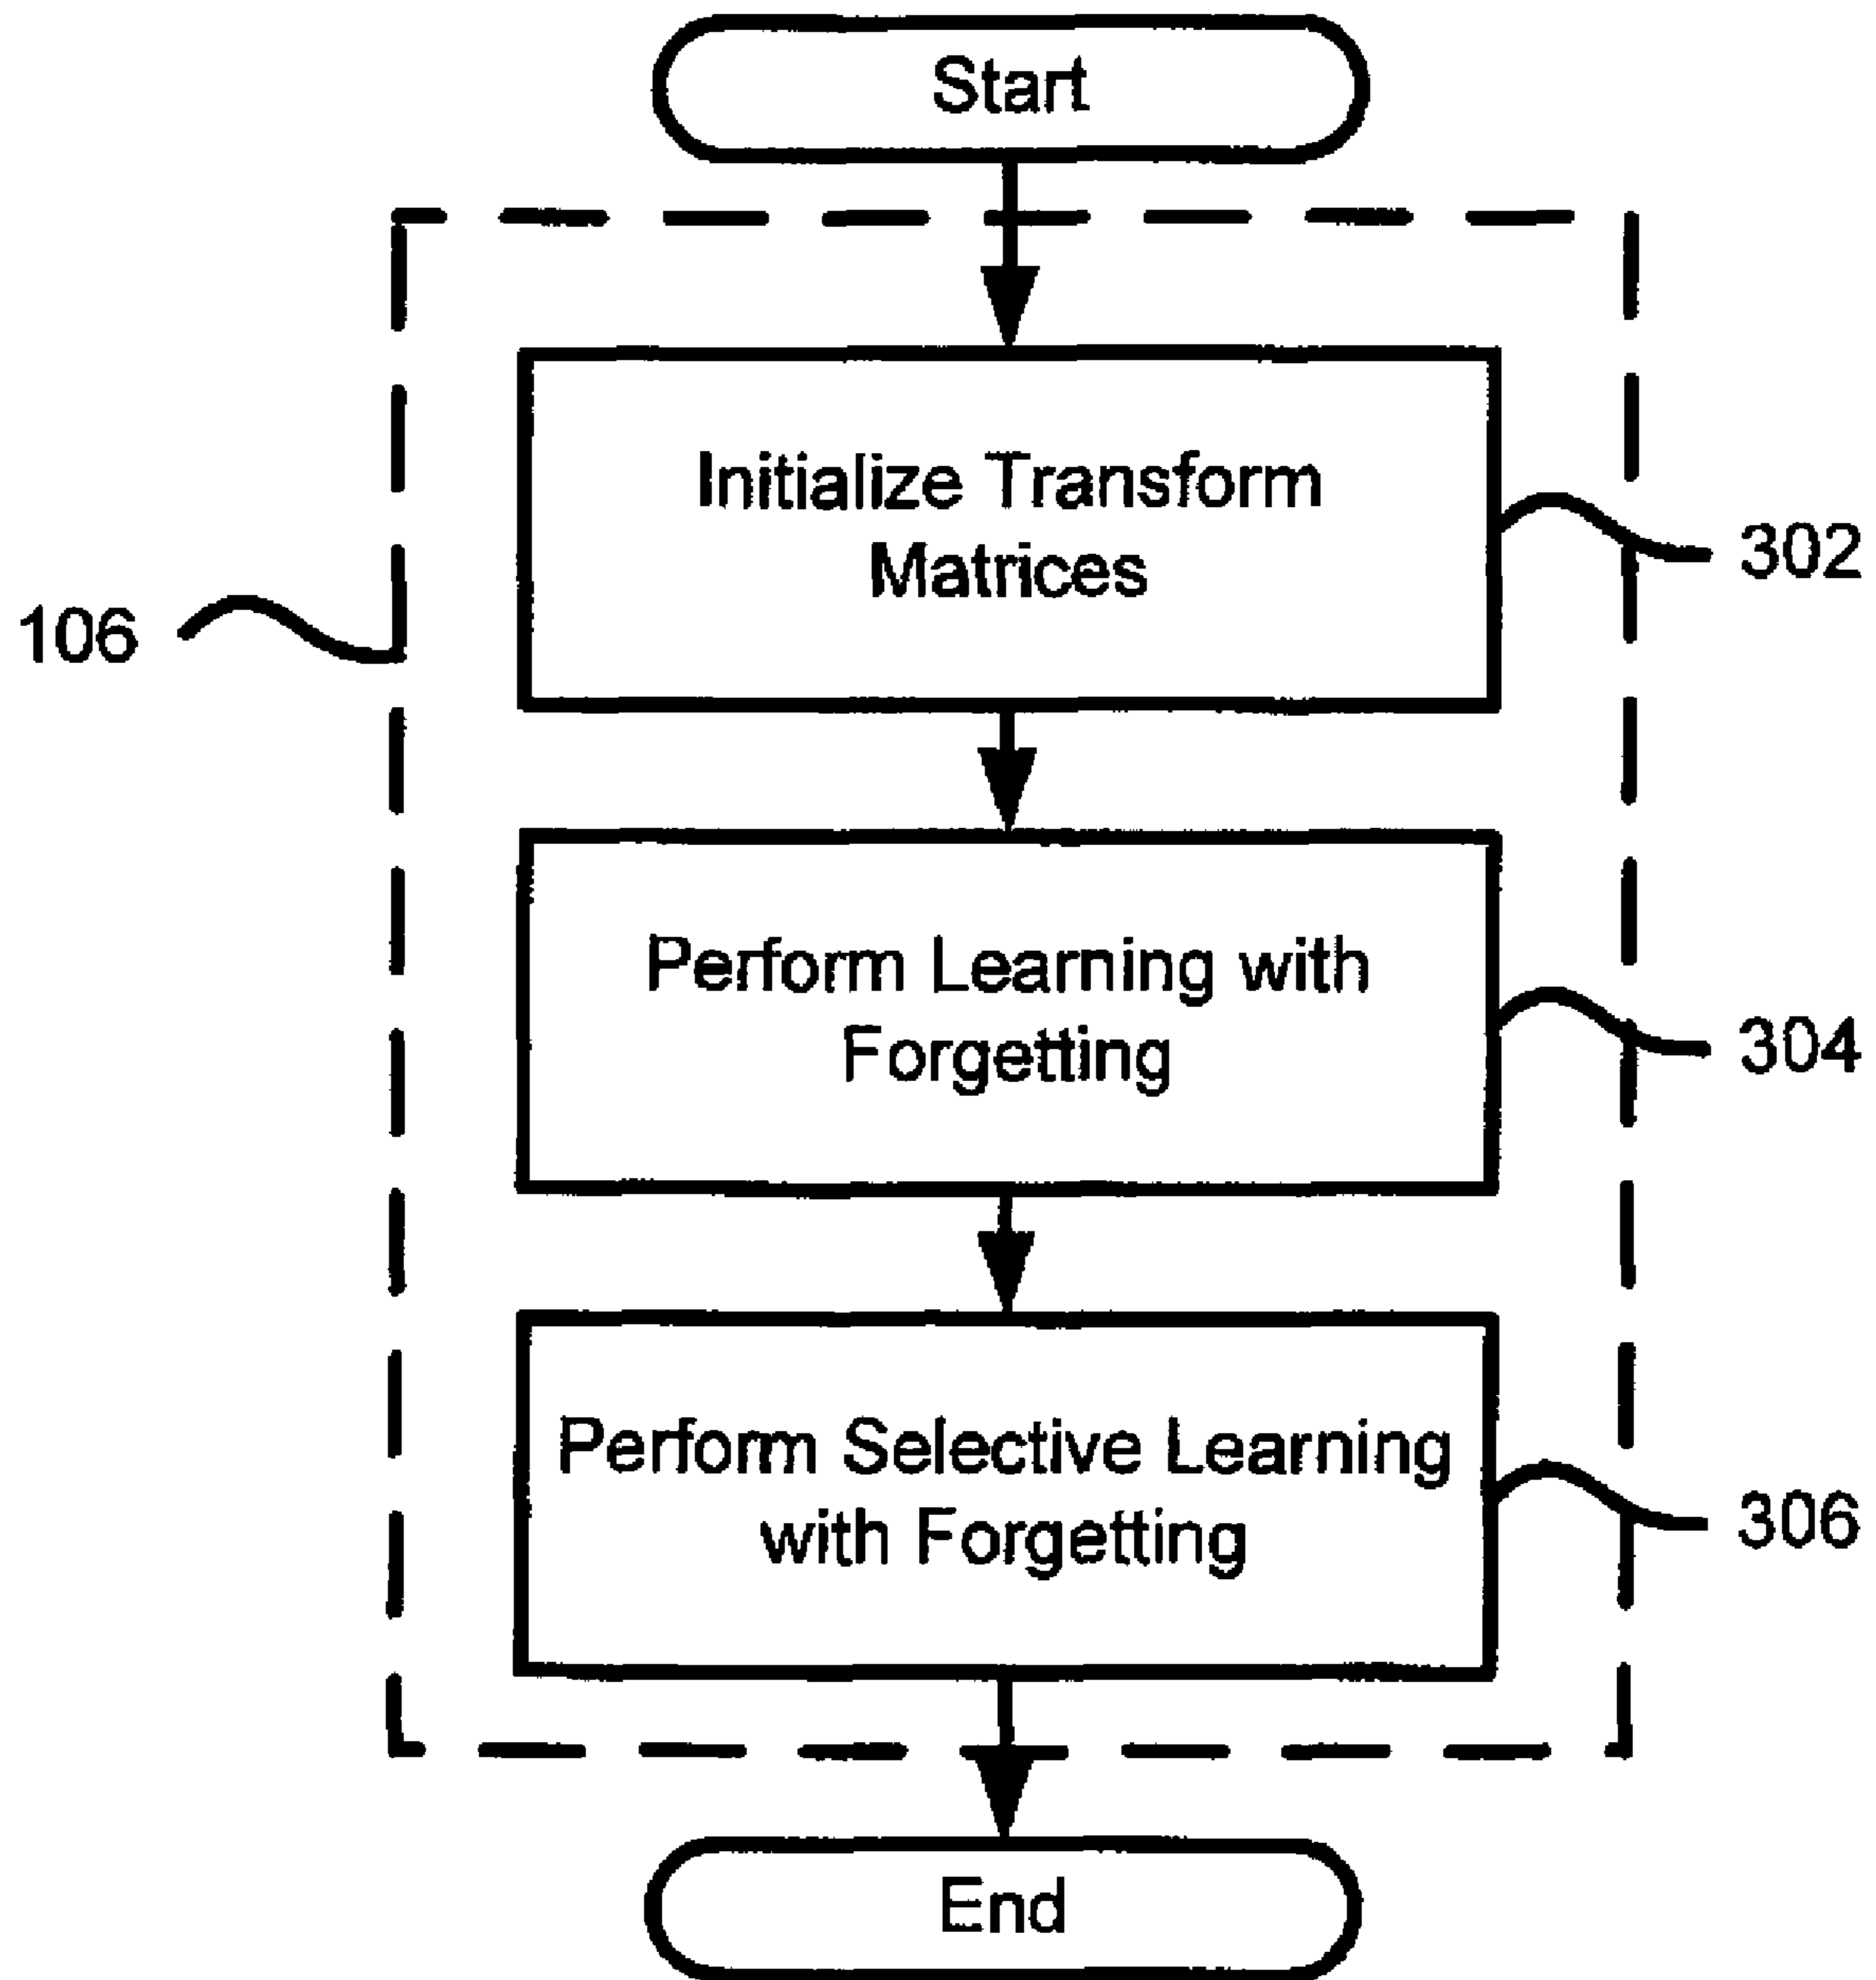 Start
Initialize Transform
Matrices
302
106
Perform Learning with
Forgetting
304
Perform Selective Learning
with Forgetting
306
End